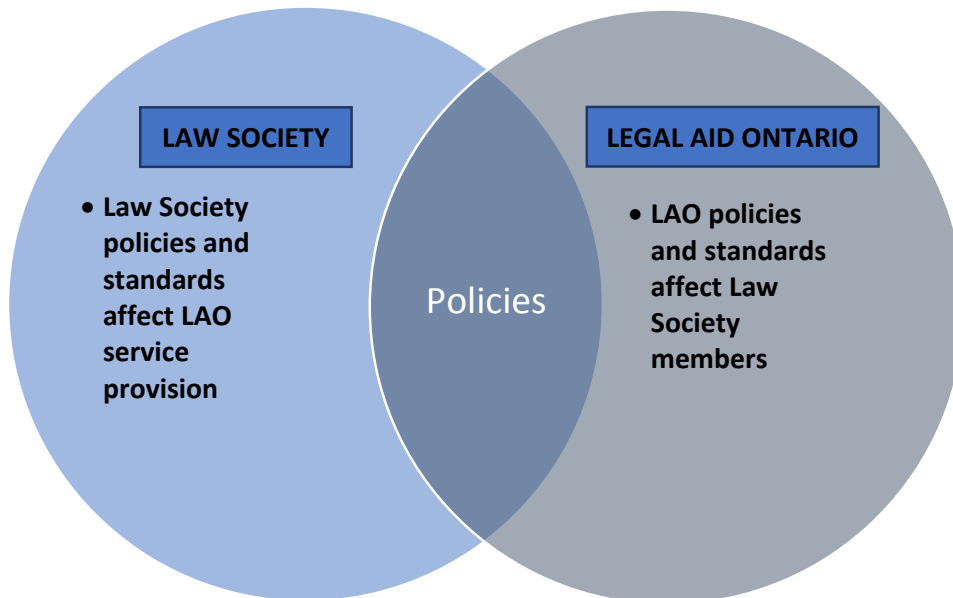 LAW SOCIETY
• Law Society
policies and
standards
affect LAO
service
provision
Policies
LEGAL AID ONTARIO
• LAO policies
and standards
affect Law
Society
members